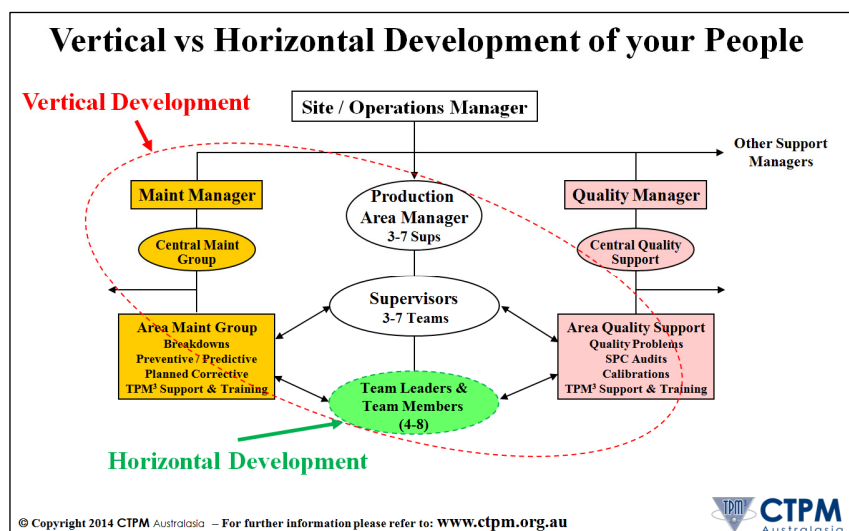 Vertical vs Horizontal Development of your People
Vertical Development
Site / Operations Manager
Other Support
Managers
Maint Manager
Production
Area Manager
3-7 Sups
Quality Manager
Central Maint
Group
Central Quality
Support
Supervisors
3-7 Teams
Area Maint Group
Breakdowns
Preventive / Predictive
Planned Corrective
TPM³ Support & Training
Area Quality Support
Quality Problems
SPC Audits
Calibrations
TPM³ Support & Training
Team Leaders &
Team Members
(4-8)
Horizontal Development
© Copyright 2014 CTPM Australasia – For further information please refer to: www.ctpm.org.au
TPM³
CTPM
Australasia